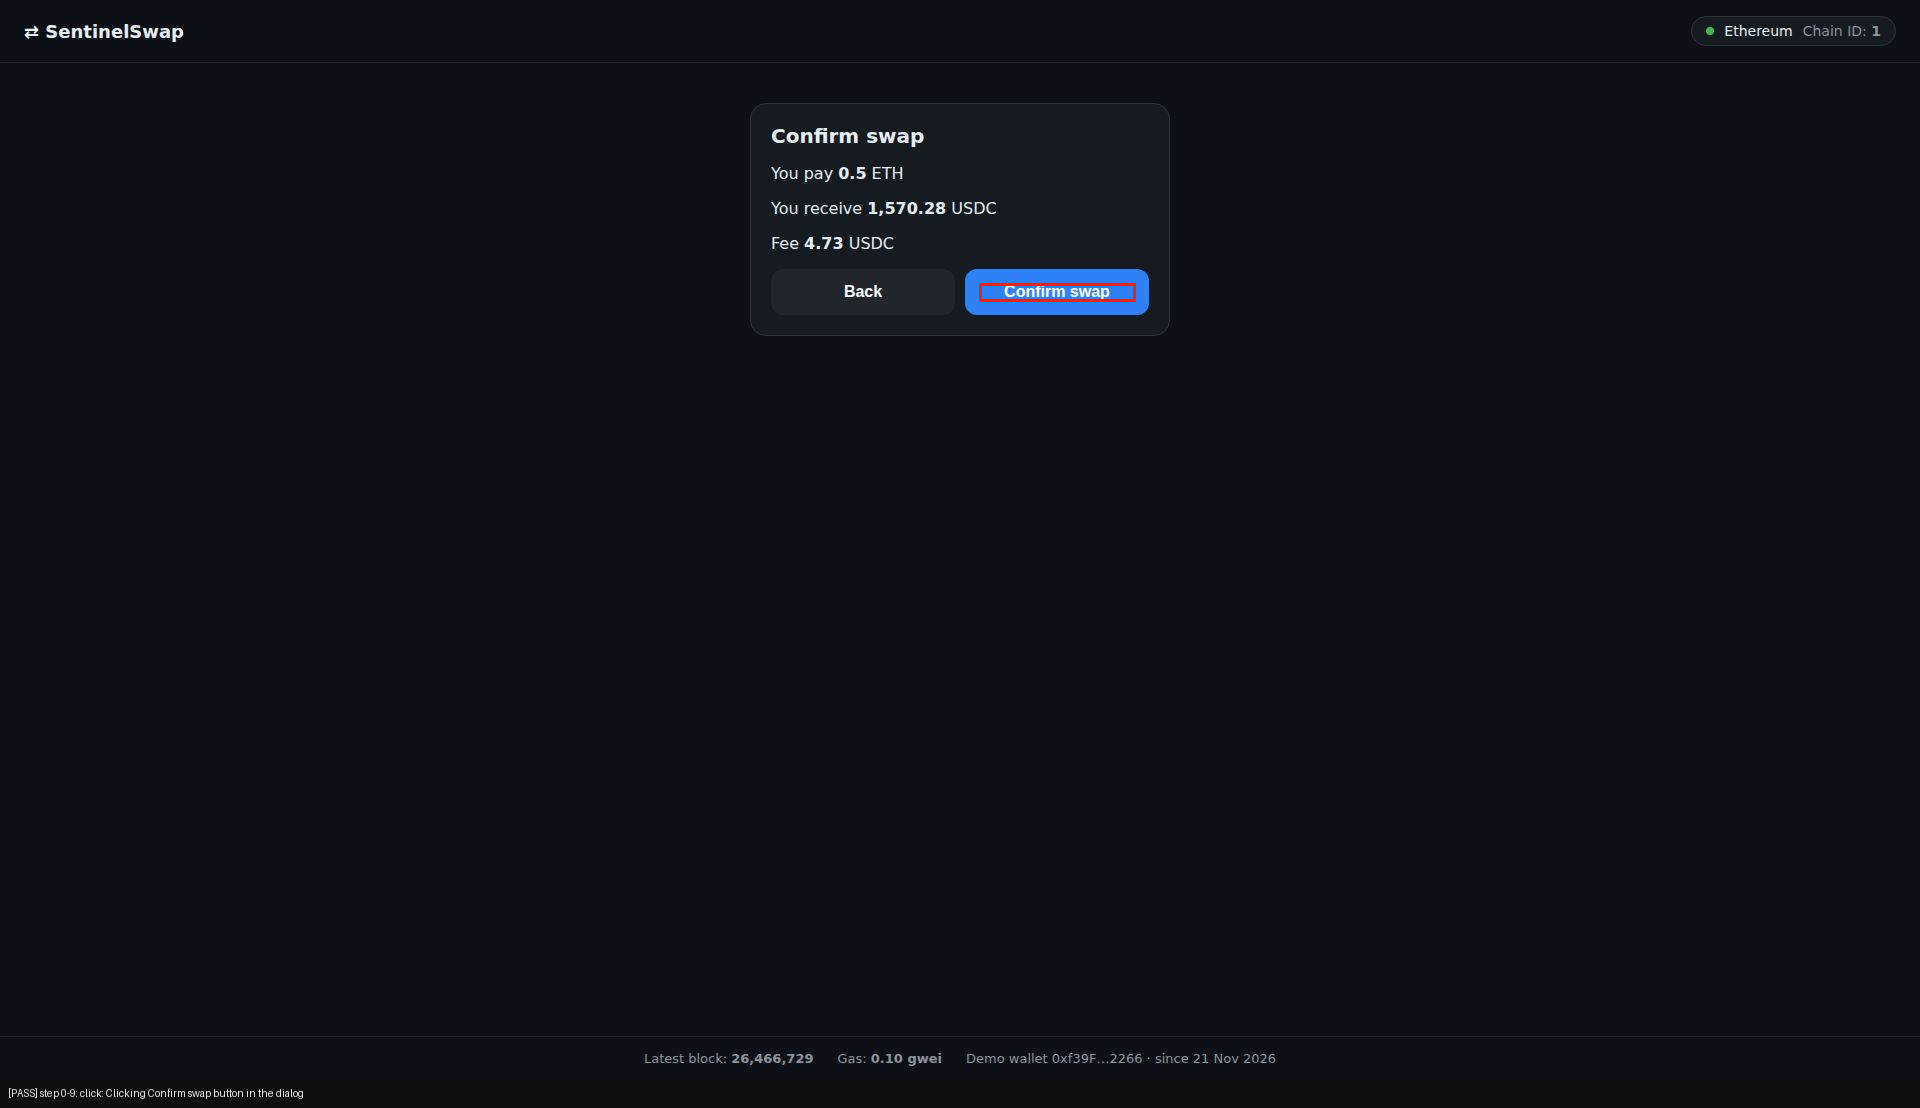 ⇄ SentinelSwap
Ethereum Chain ID: 1
Confirm swap
You pay 0.5 ETH
You receive 1,570.28 USDC
Fee 4.73 USDC
Back
Confirm swap
Latest block: 26,466,729 Gas: 0.10 gwei Demo wallet 0xf39F…2266 · since 21 Nov 2026
[PASS] step 0-9: click: Clicking Confirm swap button in the dialog